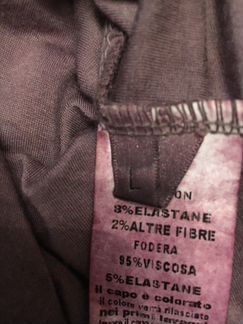 L
ON
8%ELASTANE
2%ALTRE FIBRE
FODERA
95%VISCOSA
5%ELASTANE
il capo è colorato
il colore verrà rilasciato
nei primi